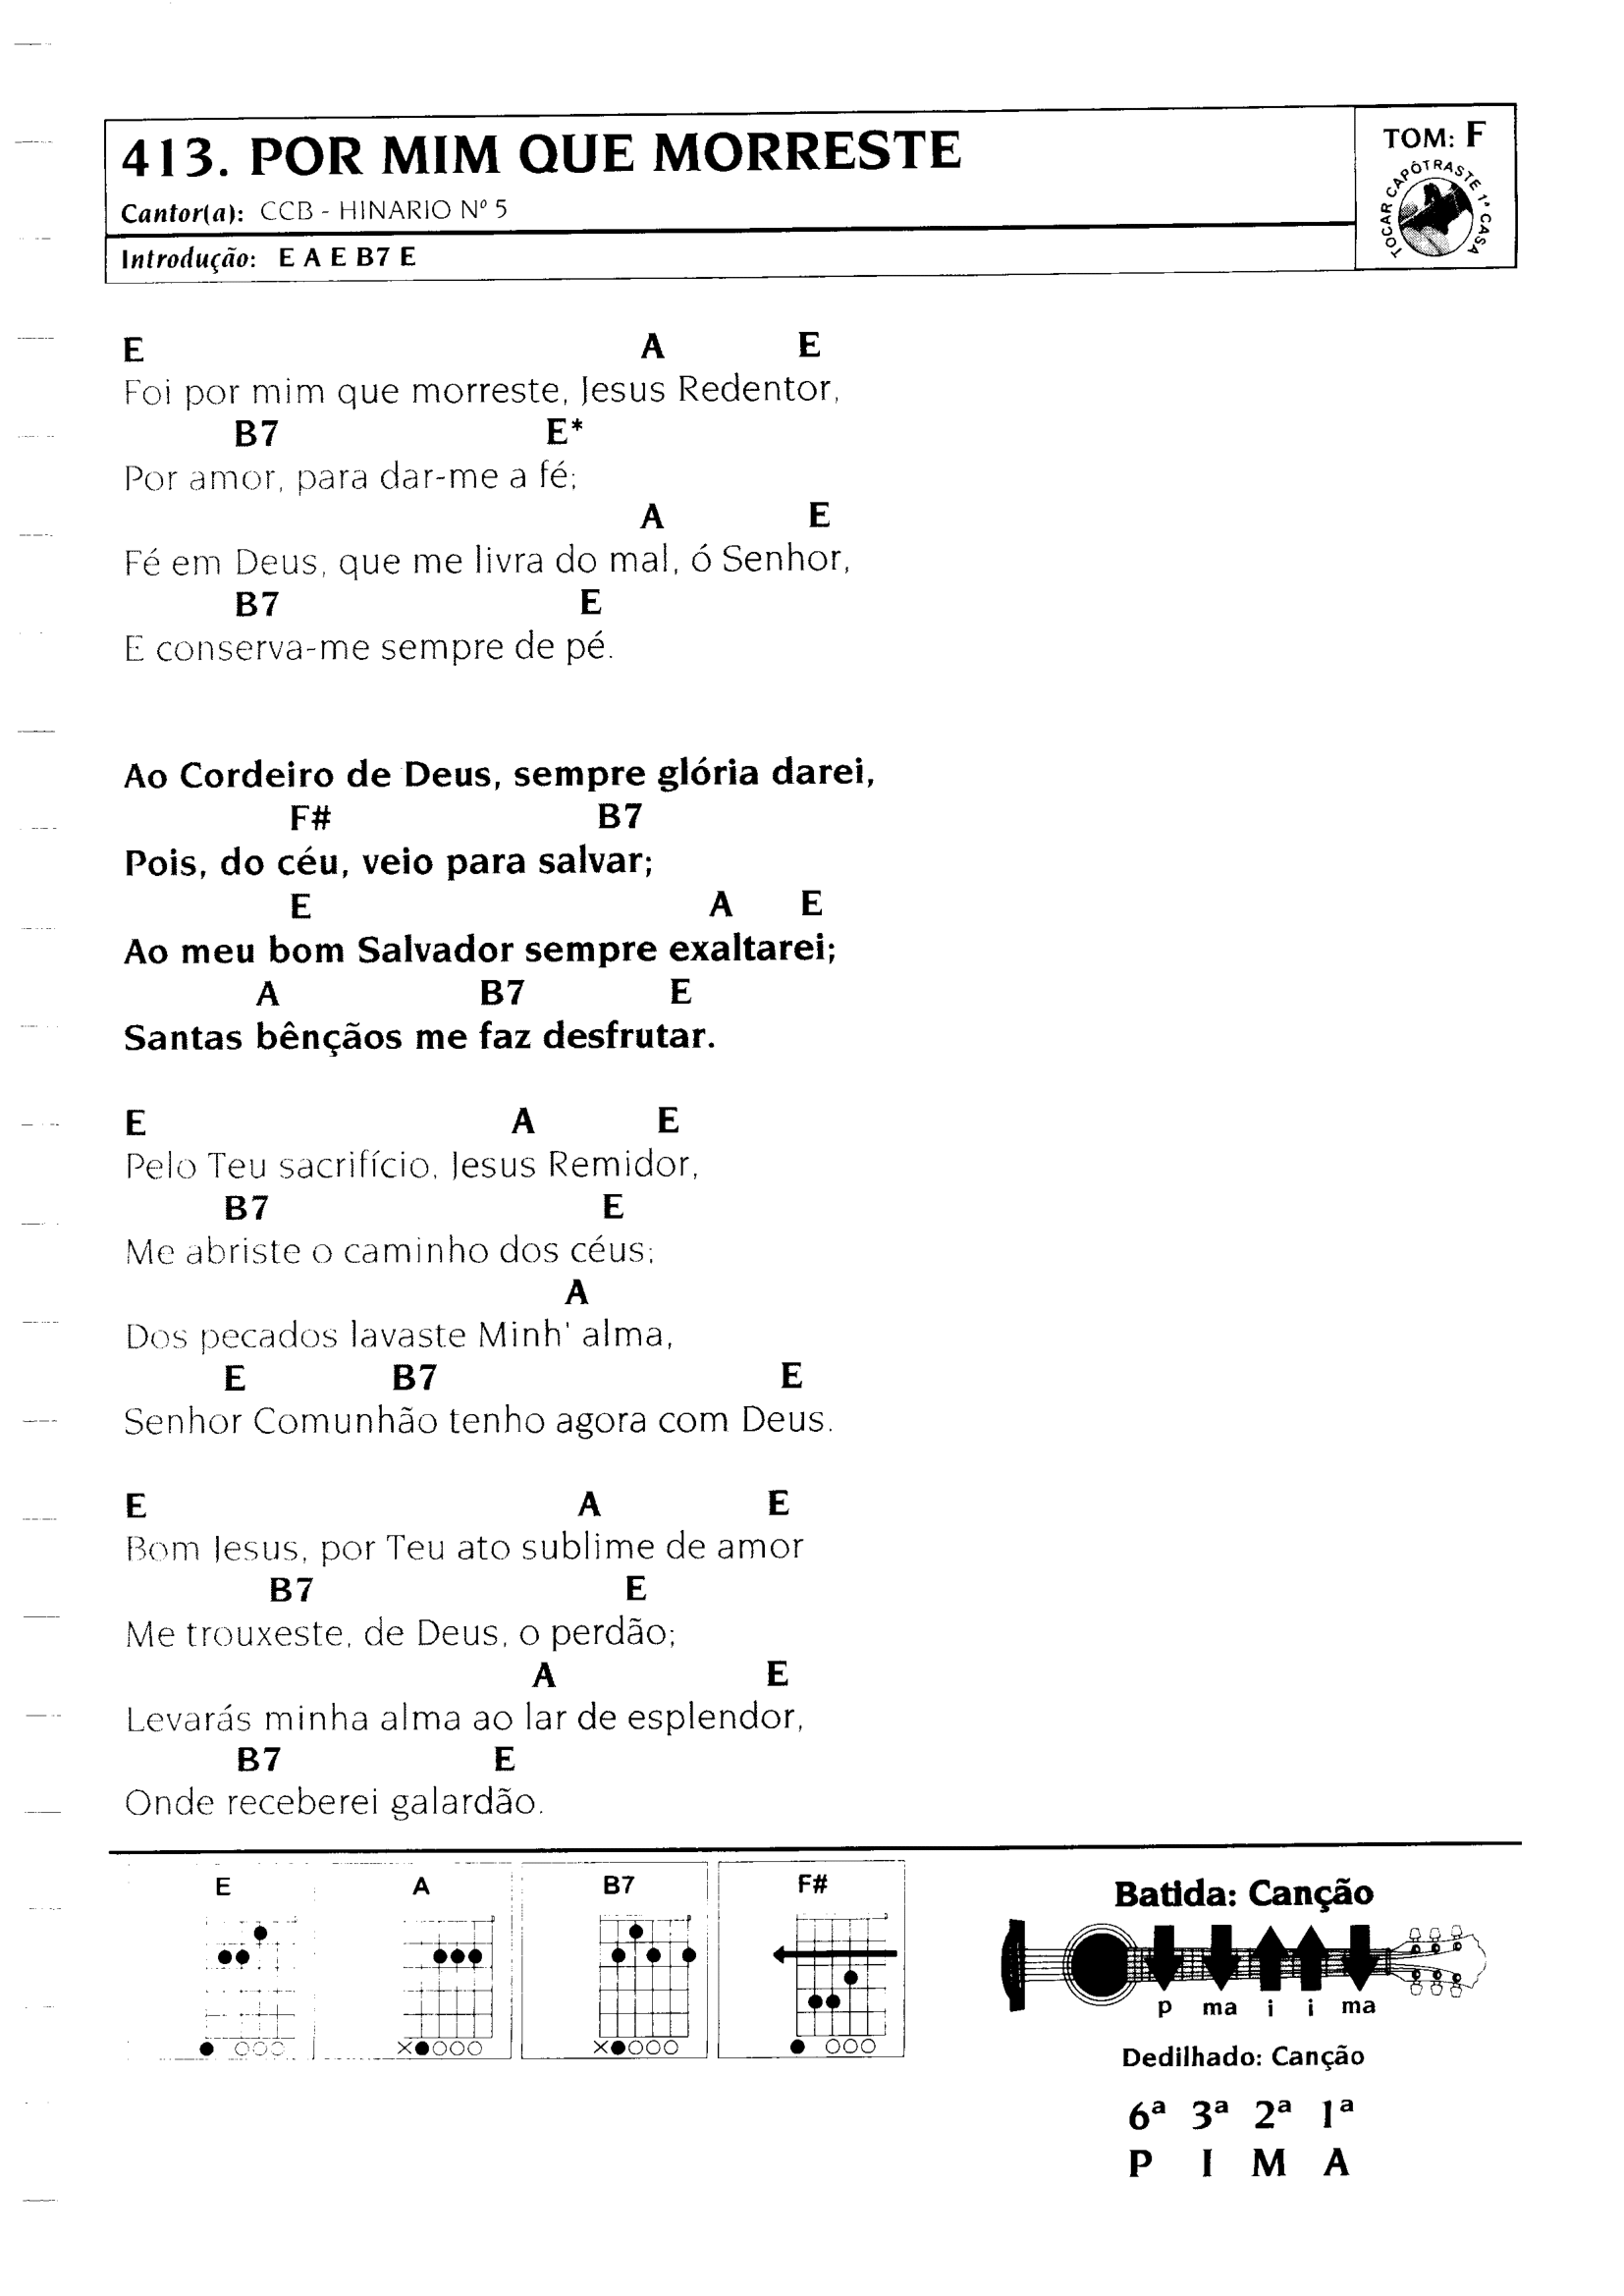 413. POR MIM QUE MORRESTE
TOM: F
Cantor(a): CCB - HINARIO Nº 5
TOCAR CAPÔTRASTE 1ª CASA
Introdução: E A E B7 E
E A E
Foi por mim que morreste, Jesus Redentor,
B7 E*
Por amor, para dar-me a fé;
A E
Fé em Deus, que me livra do mal, ó Senhor,
B7 E
E conserva-me sempre de pé.
Ao Cordeiro de Deus, sempre glória darei,
F# B7
Pois, do céu, veio para salvar;
E A E
Ao meu bom Salvador sempre exaltarei;
A B7 E
Santas bênçãos me faz desfrutar.
E A E
Pelo Teu sacrifício, Jesus Remidor,
B7 E
Me abriste o caminho dos céus;
A
Dos pecados lavaste Minh' alma,
E B7 E
Senhor Comunhão tenho agora com Deus.
E A E
Bom Jesus, por Teu ato sublime de amor
B7 E
Me trouxeste, de Deus, o perdão;
A E
Levarás minha alma ao lar de esplendor,
B7 E
Onde receberei galardão.
E A B7 F#
Batida: Canção
p ma i i ma
Dedilhado: Canção
6ª 3ª 2ª 1ª
P I M A